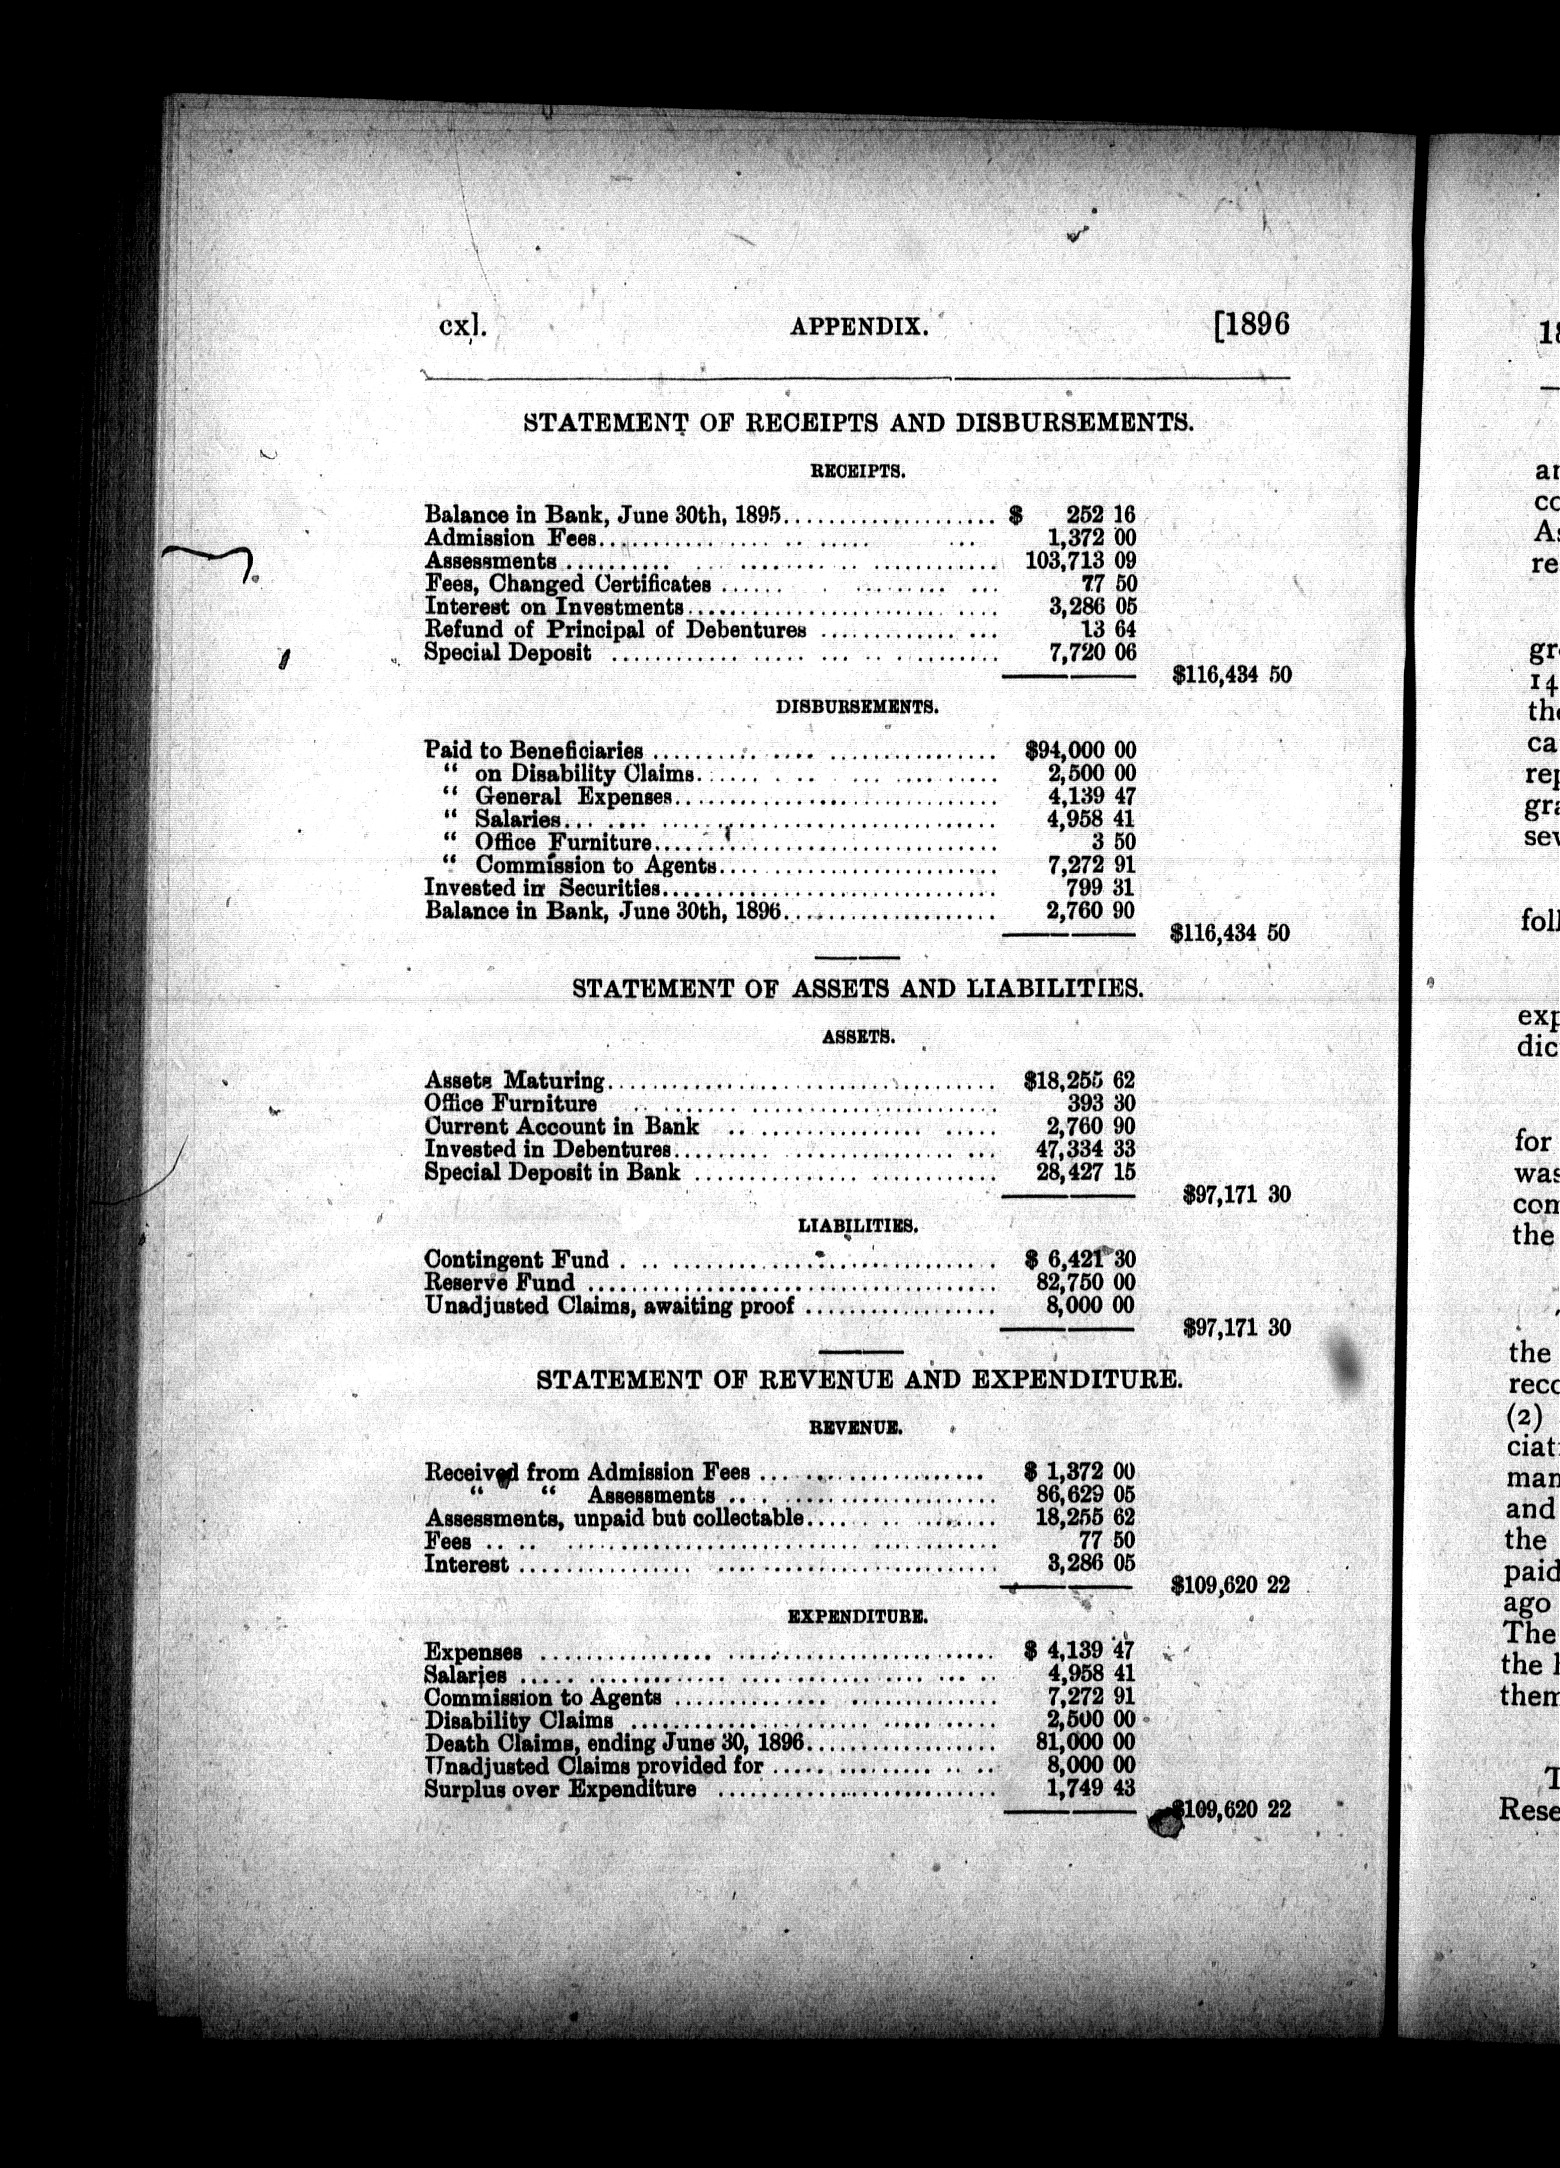 cxl. APPENDIX. [1896
STATEMENT OF RECEIPTS AND DISBURSEMENTS.
RECEIPTS.
Balance in Bank, June 30th, 1895.................. $ 252 16
Admission Fees.................. 1,372 00
Assessments.................. 103,713 09
Fees, Changed Certificates.................. 77 50
Interest on Investments.................. 3,286 05
Refund of Principal of Debentures.................. 13 64
Special Deposit.................. 7,720 06
$116,434 50
DISBURSEMENTS.
Paid to Beneficiaries.................. $94,000 00
“ on Disability Claims.................. 2,500 00
“ General Expenses.................. 4,139 47
“ Salaries.................. 4,958 41
“ Office Furniture.................. 3 50
“ Commission to Agents.................. 7,272 91
Invested in Securities.................. 799 31
Balance in Bank, June 30th, 1896.................. 2,760 90
$116,434 50
STATEMENT OF ASSETS AND LIABILITIES.
ASSETS.
Assets Maturing.................. $18,255 62
Office Furniture.................. 393 30
Current Account in Bank.................. 2,760 90
Invested in Debentures.................. 47,334 33
Special Deposit in Bank.................. 28,427 15
$97,171 30
LIABILITIES.
Contingent Fund.................. $ 6,421 30
Reserve Fund.................. 82,750 00
Unadjusted Claims, awaiting proof.................. 8,000 00
$97,171 30
STATEMENT OF REVENUE AND EXPENDITURE.
REVENUE.
Received from Admission Fees.................. $ 1,372 00
“ “ Assessments.................. 86,629 05
Assessments, unpaid but collectable.................. 18,255 62
Fees.................. 77 50
Interest.................. 3,286 05
$109,620 22
EXPENDITURE.
Expenses.................. $ 4,139 47
Salaries.................. 4,958 41
Commission to Agents.................. 7,272 91
Disability Claims.................. 2,500 00
Death Claims, ending June 30, 1896.................. 81,000 00
Unadjusted Claims provided for.................. 8,000 00
Surplus over Expenditure.................. 1,749 43
$109,620 22
the
for
was
the
the
(2)
and
the
paid
ago
The
the